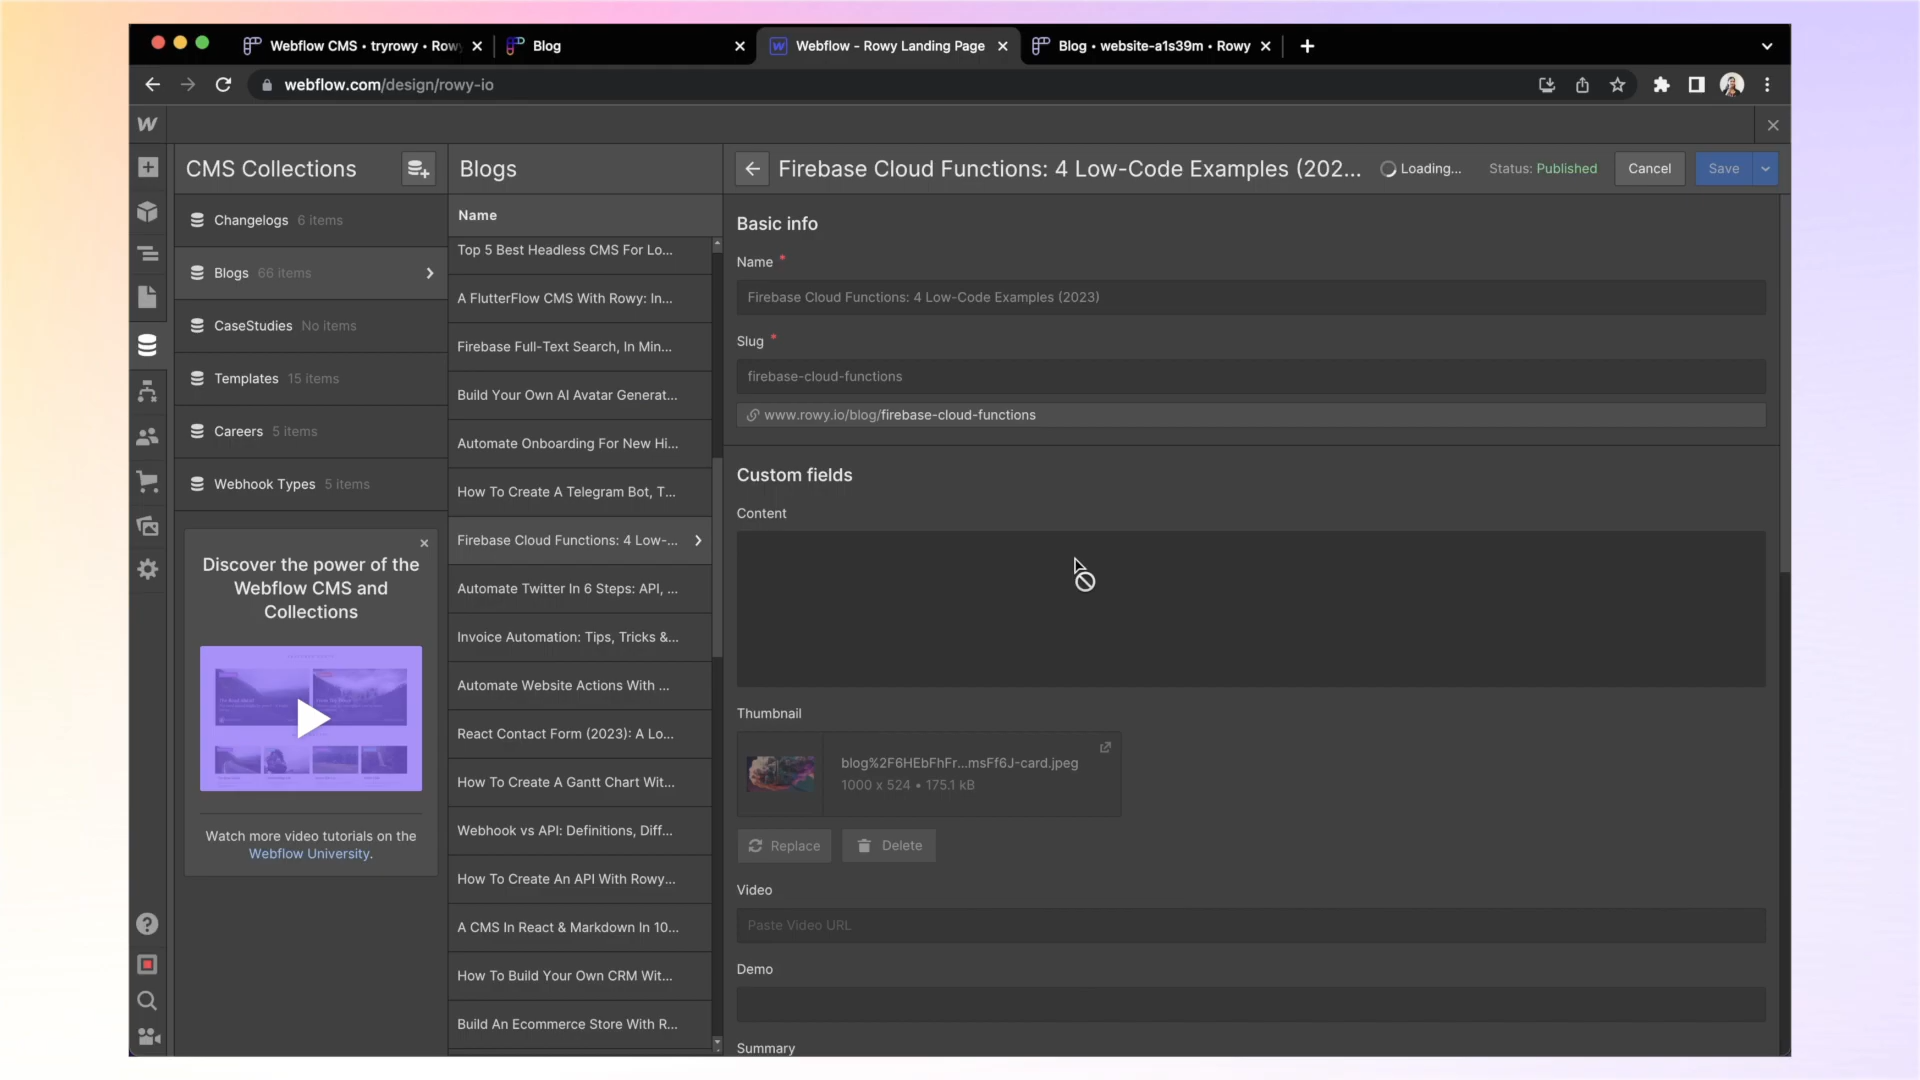 Webflow CMS • tryrowy • Rowy
Blog
Webflow - Rowy Landing Page
Blog • website-a1s39m • Rowy
webflow.com/design/rowy-io
CMS Collections
Blogs
Firebase Cloud Functions: 4 Low-Code Examples (202...
Loading...
Status: Published
Cancel
Save
Changelogs 6 items
Blogs 66 items
CaseStudies No items
Templates 15 items
Careers 5 items
Webhook Types 5 items
Discover the power of the
Webflow CMS and
Collections
Watch more video tutorials on the
Webflow University.
Name
Top 5 Best Headless CMS For Lo...
A FlutterFlow CMS With Rowy: In...
Firebase Full-Text Search, In Min...
Build Your Own AI Avatar Generat...
Automate Onboarding For New Hi...
How To Create A Telegram Bot, T...
Firebase Cloud Functions: 4 Low-...
Automate Twitter In 6 Steps: API, ...
Invoice Automation: Tips, Tricks &...
Automate Website Actions With ...
React Contact Form (2023): A Lo...
How To Create A Gantt Chart Wit...
Webhook vs API: Definitions, Diff...
How To Create An API With Rowy...
A CMS In React & Markdown In 10...
How To Build Your Own CRM Wit...
Build An Ecommerce Store With R...
Basic info
Name *
Firebase Cloud Functions: 4 Low-Code Examples (2023)
Slug *
firebase-cloud-functions
www.rowy.io/blog/firebase-cloud-functions
Custom fields
Content
Thumbnail
blog%2F6HEbFhFr...msFf6J-card.jpeg
1000 x 524 • 175.1 kB
Replace
Delete
Video
Paste Video URL
Demo
Summary